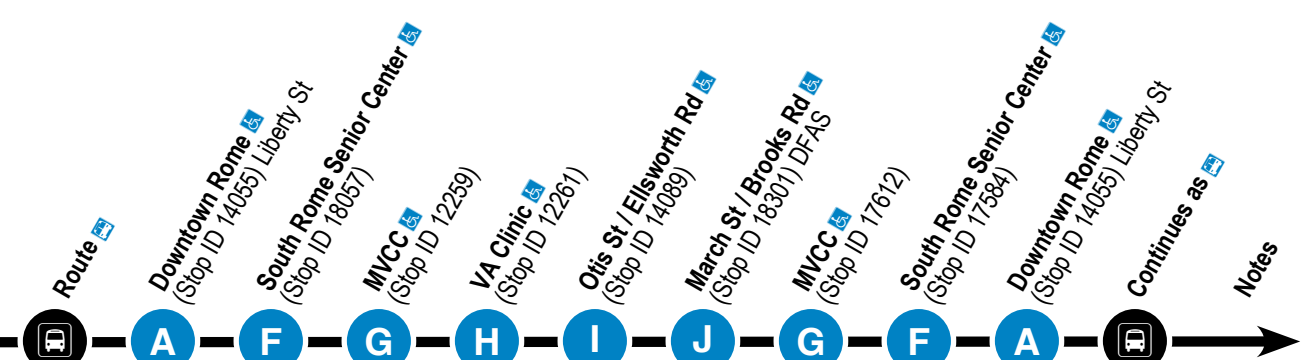 Route
Downtown Rome
(Stop ID 14055) Liberty St
South Rome Senior Center
(Stop ID 18057)
MVCC
(Stop ID 12259)
VA Clinic
(Stop ID 12261)
Otis St / Ellsworth Rd
(Stop ID 14089)
March St / Brooks Rd
(Stop ID 18301) DFAS
MVCC
(Stop ID 17612)
South Rome Senior Center
(Stop ID 17584)
Downtown Rome
(Stop ID 14055) Liberty St
Continues as
Notes
A F G H I J G F A